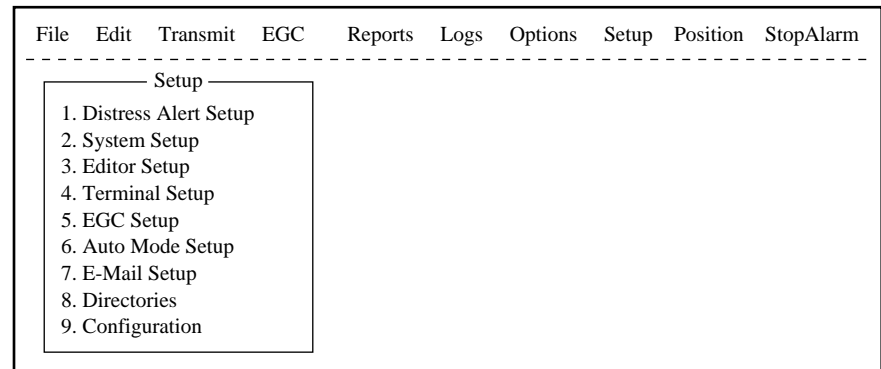 File Edit Transmit EGC Reports Logs Options Setup Position StopAlarm
Setup
1. Distress Alert Setup
2. System Setup
3. Editor Setup
4. Terminal Setup
5. EGC Setup
6. Auto Mode Setup
7. E-Mail Setup
8. Directories
9. Configuration